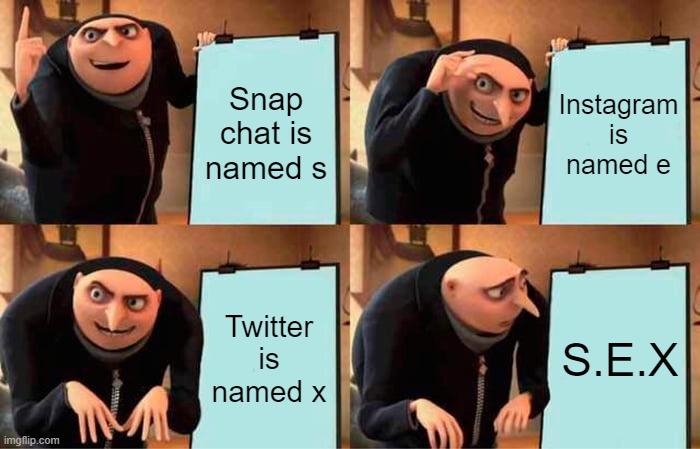 Snap
chat is
named s
Instagram
is
named e
Twitter
is
named x
S.E.X
imgflip.com